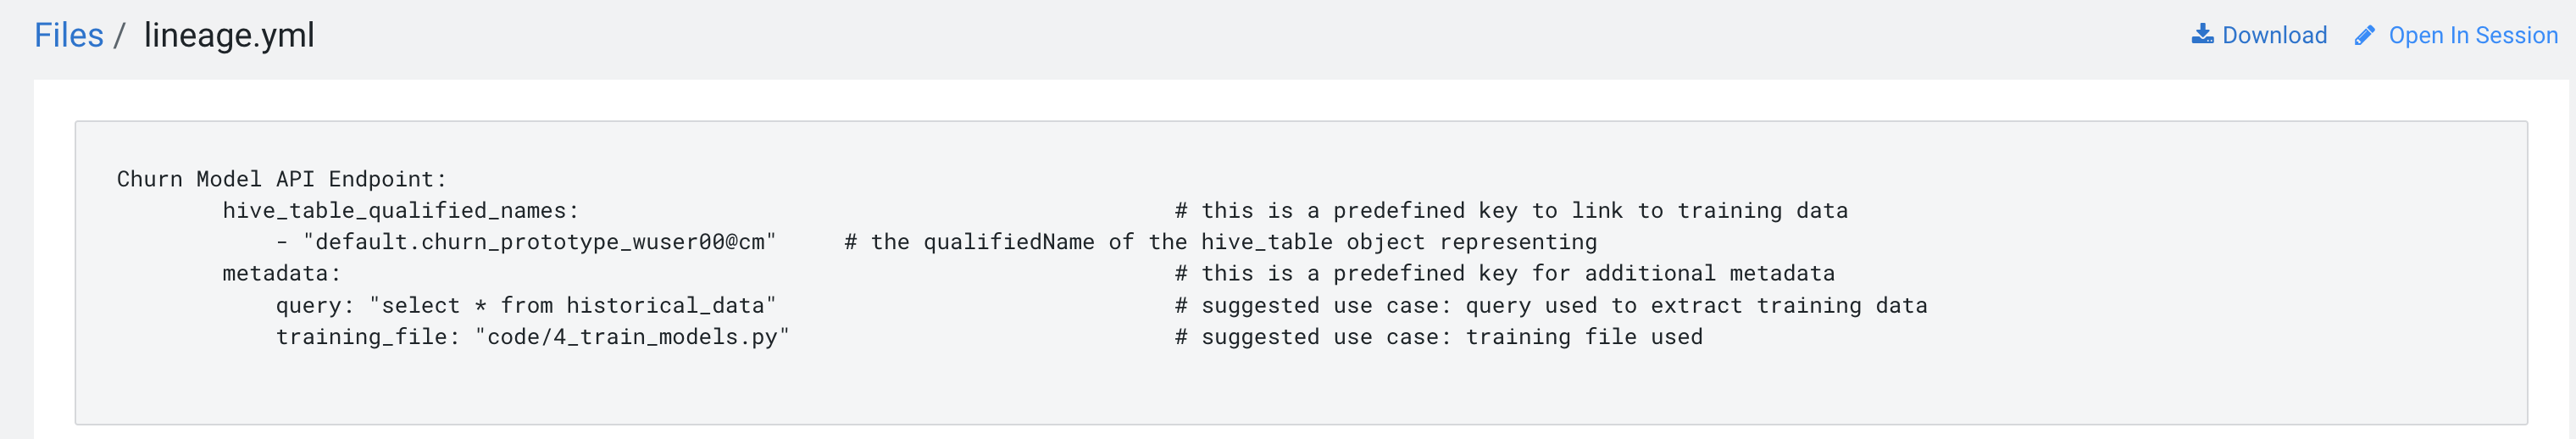 Files / lineage.yml Download Open In Session
Churn Model API Endpoint:
hive_table_qualified_names: # this is a predefined key to link to training data
- "default.churn_prototype_wuser00@cm" # the qualifiedName of the hive_table object representing
metadata: # this is a predefined key for additional metadata
query: "select * from historical_data" # suggested use case: query used to extract training data
training_file: "code/4_train_models.py" # suggested use case: training file used